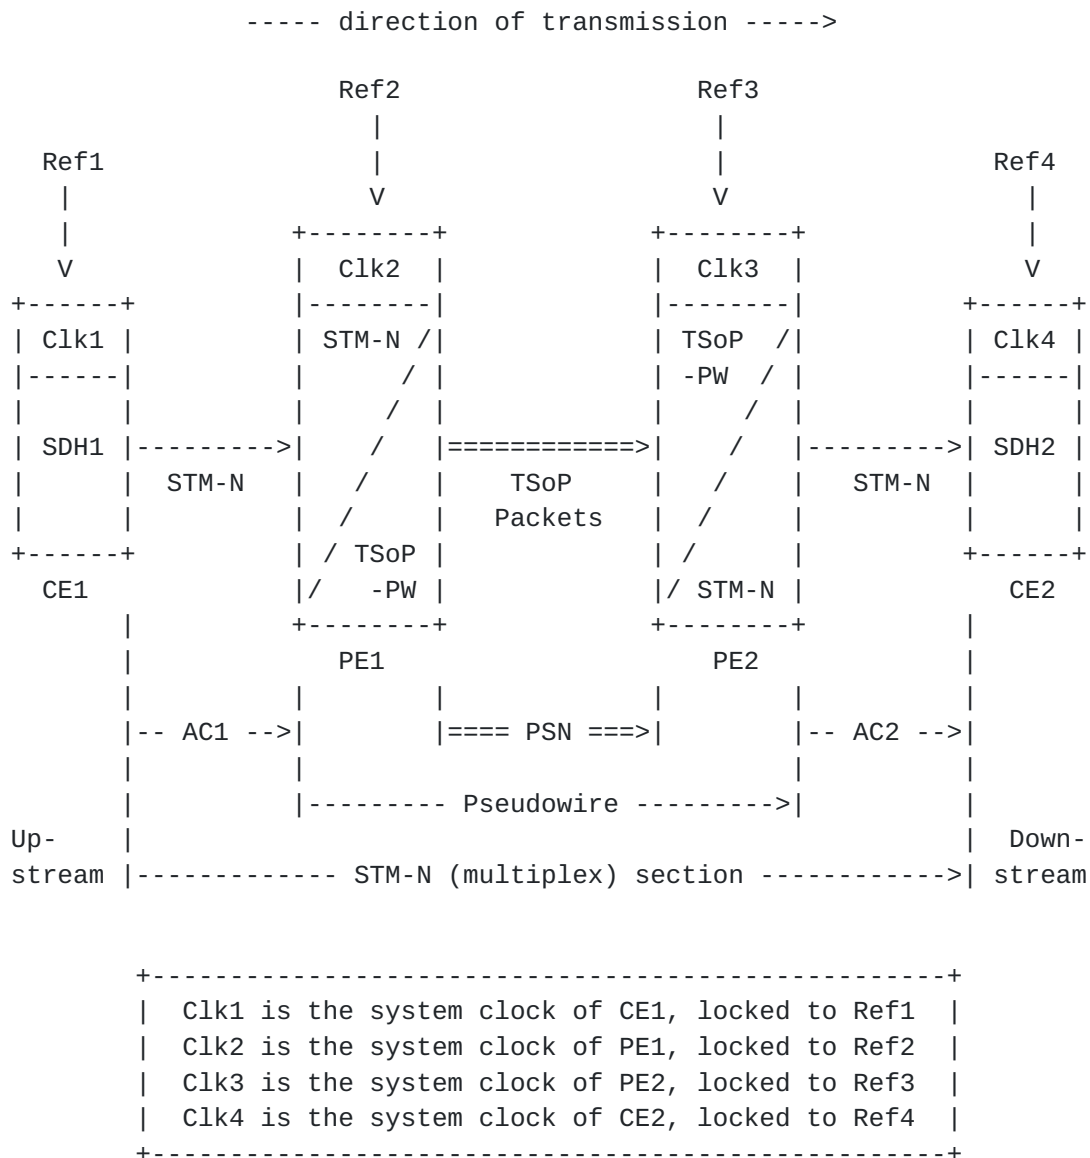 ----- direction of transmission ----->
Ref2 Ref3
Ref1 Ref4
V V
Clk2 Clk3
V V
Clk1 STM-N TSoP Clk4
-PW
SDH1 SDH2
STM-N TSoP STM-N
Packets
TSoP
CE1 -PW STM-N CE2
PE1 PE2
-- AC1 --> ==== PSN ===> -- AC2 -->
--------- Pseudowire --------->
Up- Down-
stream ------------- STM-N (multiplex) section ------------> stream
Clk1 is the system clock of CE1, locked to Ref1
Clk2 is the system clock of PE1, locked to Ref2
Clk3 is the system clock of PE2, locked to Ref3
Clk4 is the system clock of CE2, locked to Ref4